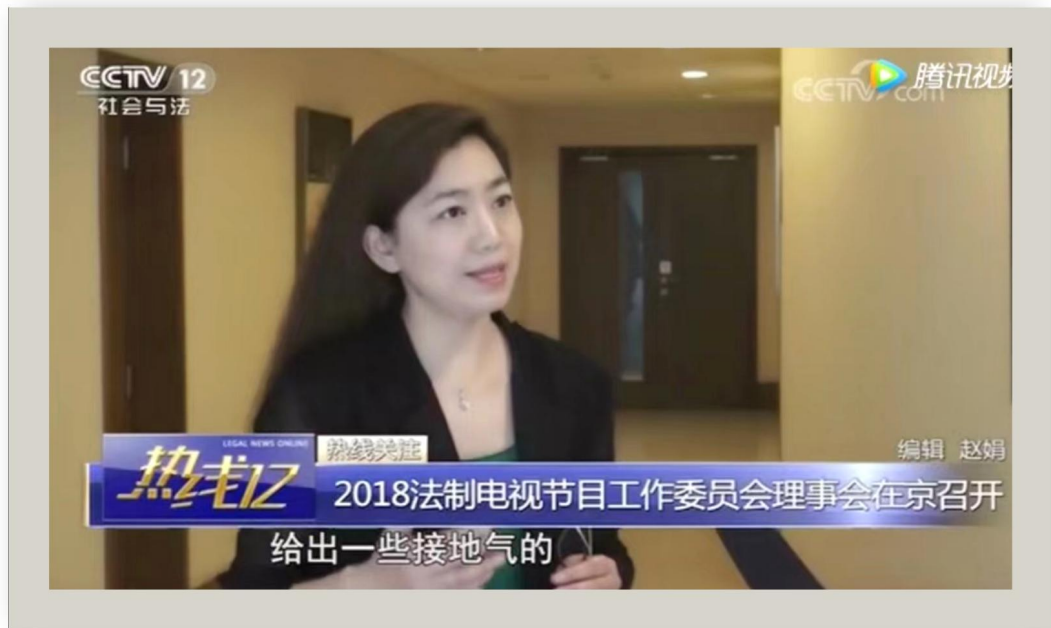 CCTV 12
社会与法
腾讯视频
CCTV.com
LEGAL NEWS ONLINE
热线12
热线关注
编辑 赵娟
2018法制电视节目工作委员会理事会在京召开
给出一些接地气的